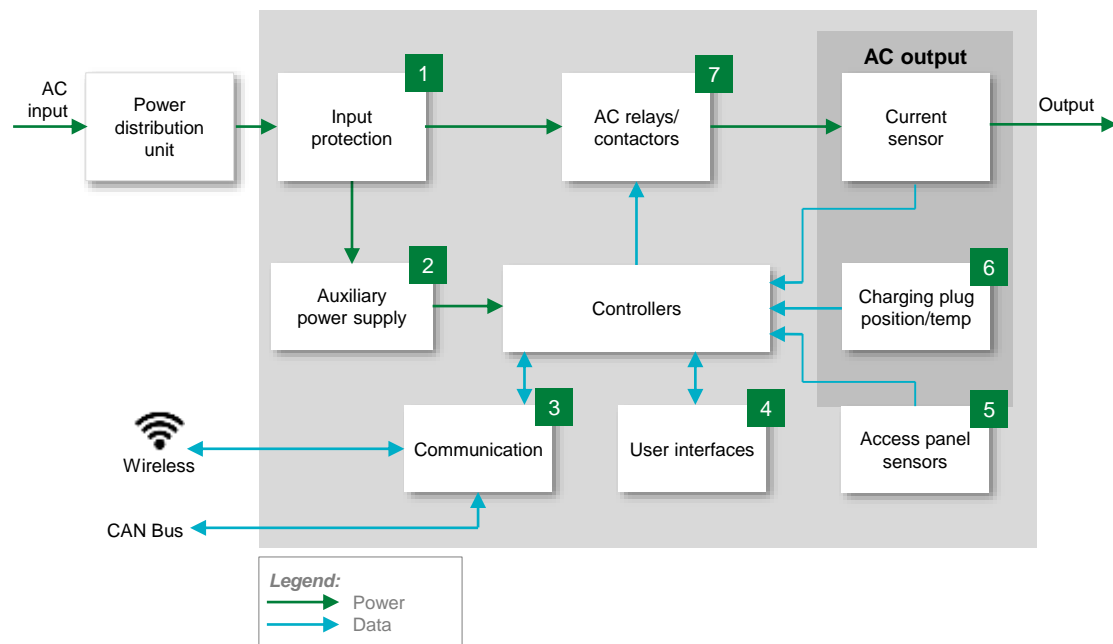 AC
input
Power
distribution
unit
1
Input
protection
7
AC relays/
contactors
AC output
Current
sensor
Output
2
Auxiliary
power supply
Controllers
6
Charging plug
position/temp
3
Communication
4
User interfaces
5
Access panel
sensors
Wireless
CAN Bus
Legend:
Power
Data